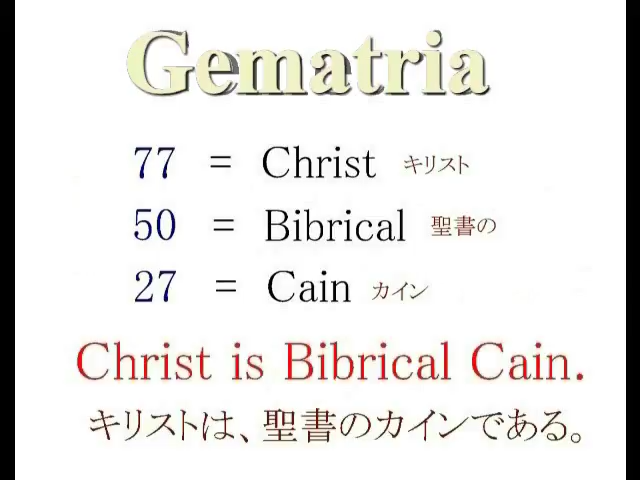 Gematria
77 = Christ キリスト
50 = Bibrical 聖書の
27 = Cain カイン
Christ is Bibrical Cain.
キリストは、聖書のカインである。